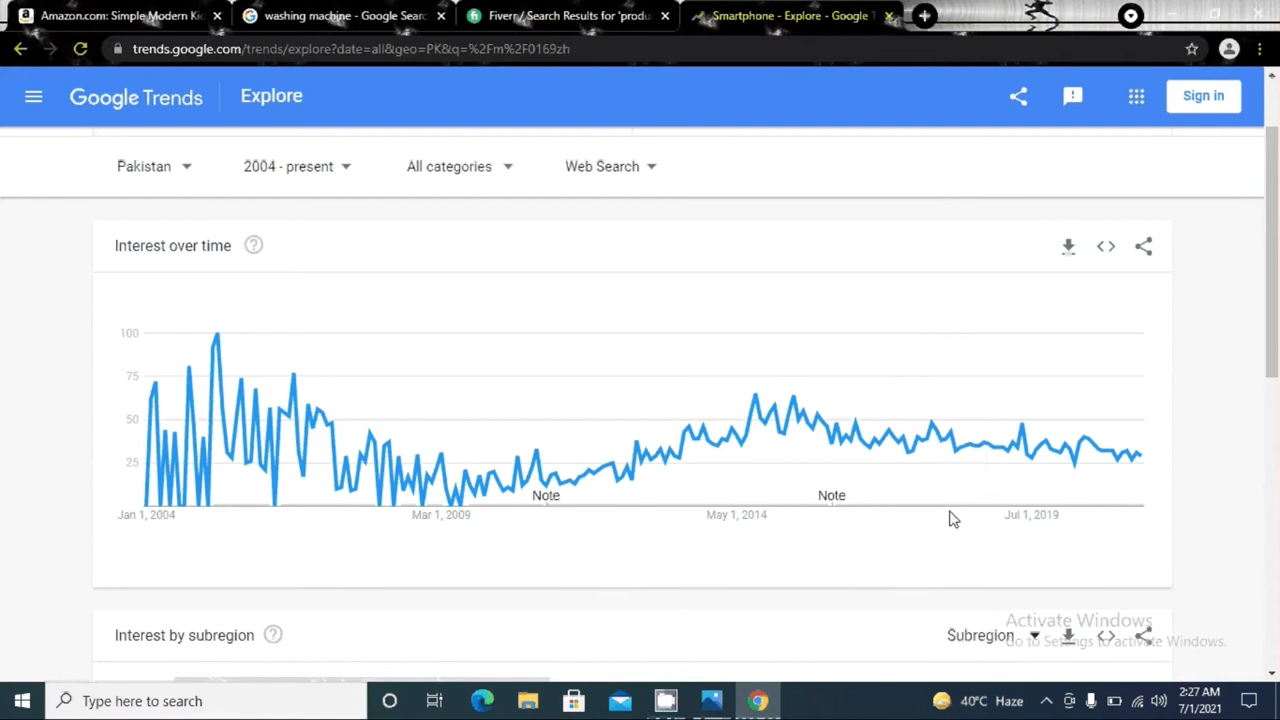 Amazon.com: Simple Modern Ki
washing machine - Google Sear
Fiverr / Search Results for 'produ
Smartphone - Explore - Google T
trends.google.com/trends/explore?date=all&geo=PK&q=%2Fm%2F0169zh
Google Trends
Explore
Sign in
Pakistan
2004 - present
All categories
Web Search
Interest over time
100
75
50
25
Note
Note
Jan 1, 2004
Mar 1, 2009
May 1, 2014
Jul 1, 2019
Interest by subregion
Subregion
Activate Windows
Go to Settings to activate Windows.
Type here to search
40°C Haze
2:27 AM
7/1/2021